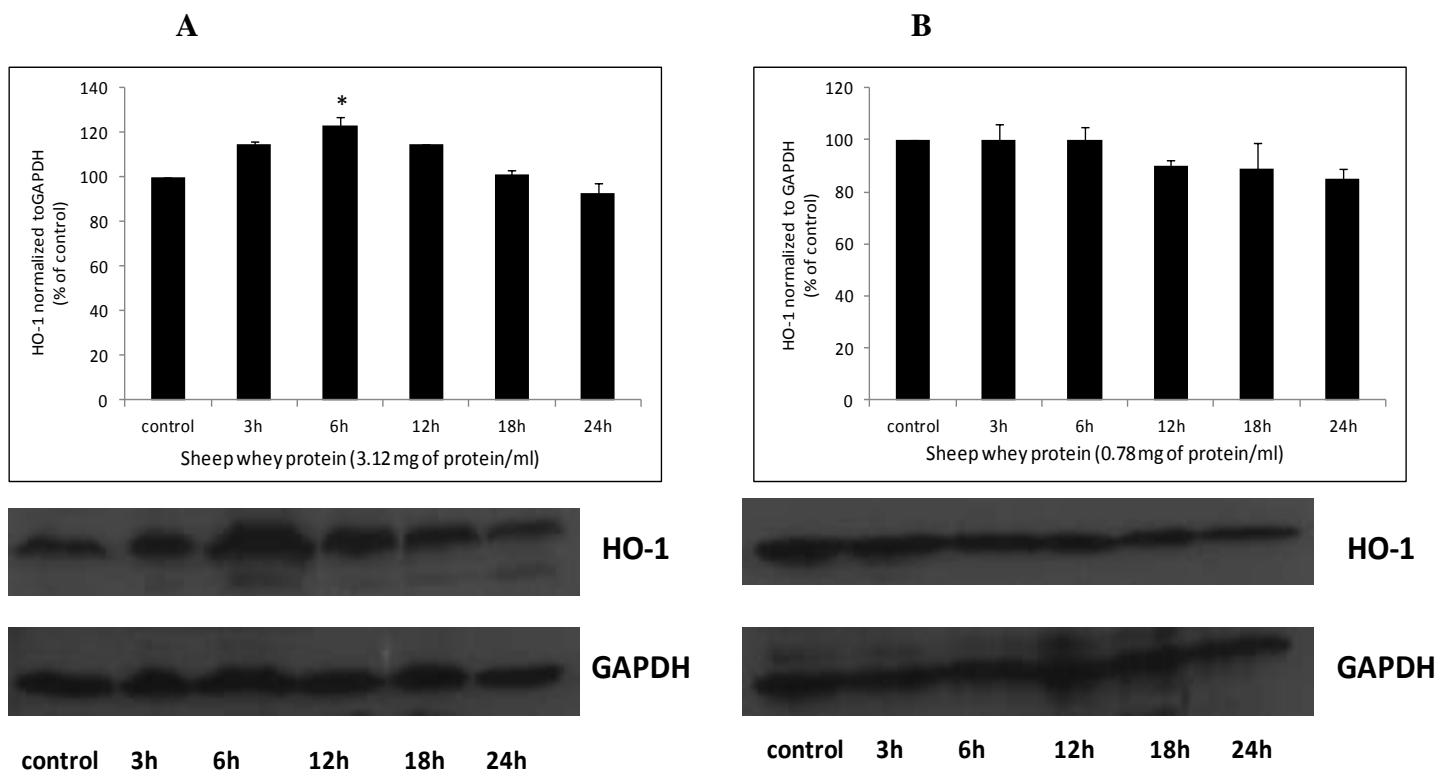 A
140
120
100
80
60
40
20
0
HO-1 normalized toGAPDH
(% of control)
*
control 3h 6h 12h 18h 24h
Sheep whey protein (3.12 mg of protein/ml)
HO-1
GAPDH
control 3h 6h 12h 18h 24h
B
120
100
80
60
40
20
0
HO-1 normalized to GAPDH
(% of control)
control 3h 6h 12h 18h 24h
Sheep whey protein (0.78 mg of protein/ml)
HO-1
GAPDH
control 3h 6h 12h 18h 24h